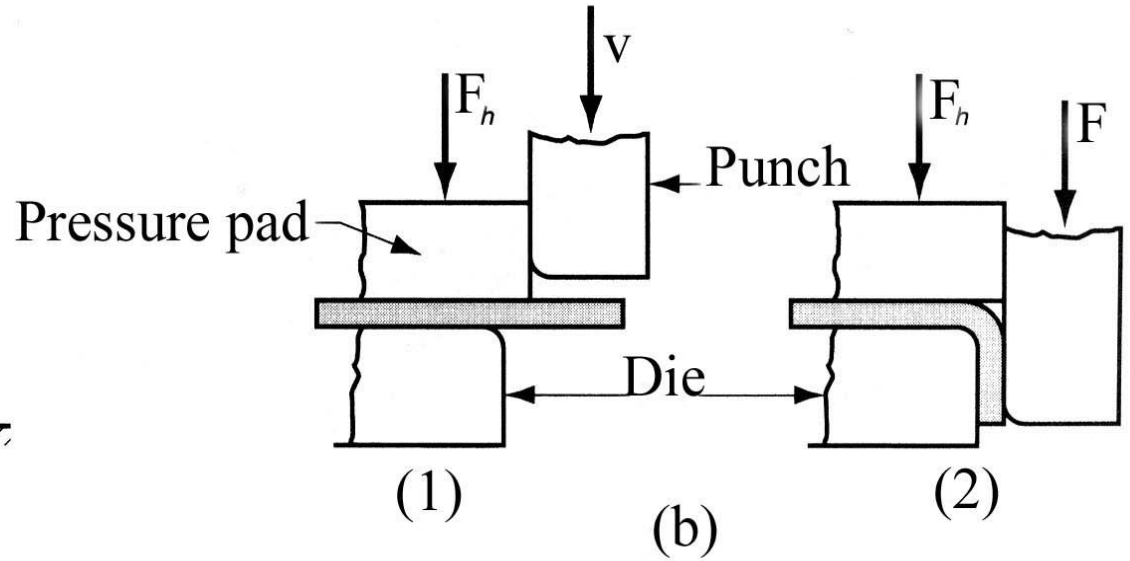 v
F_h
F_h
F
Punch
Pressure pad
Die
(1)
(2)
(b)